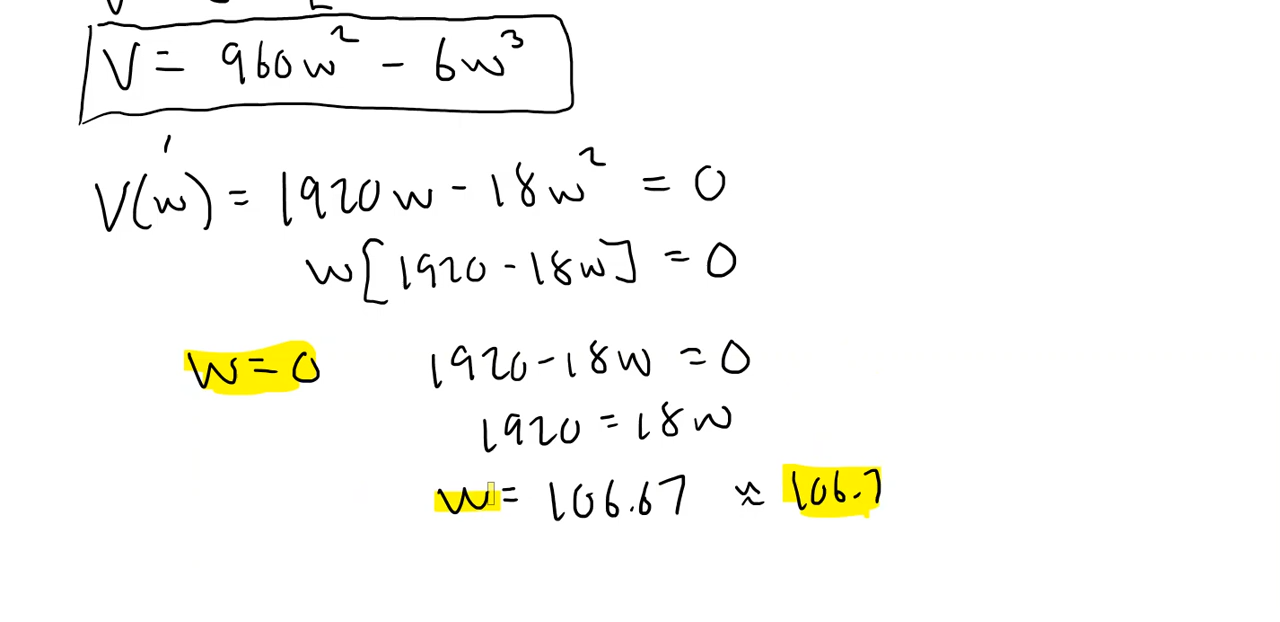 V = 960w² - 6w³
V'(w) = 1920w - 18w² = 0
w[1920 - 18w] = 0
w = 0 1920 - 18w = 0
1920 = 18w
w = 106.67 ≈ 106.7